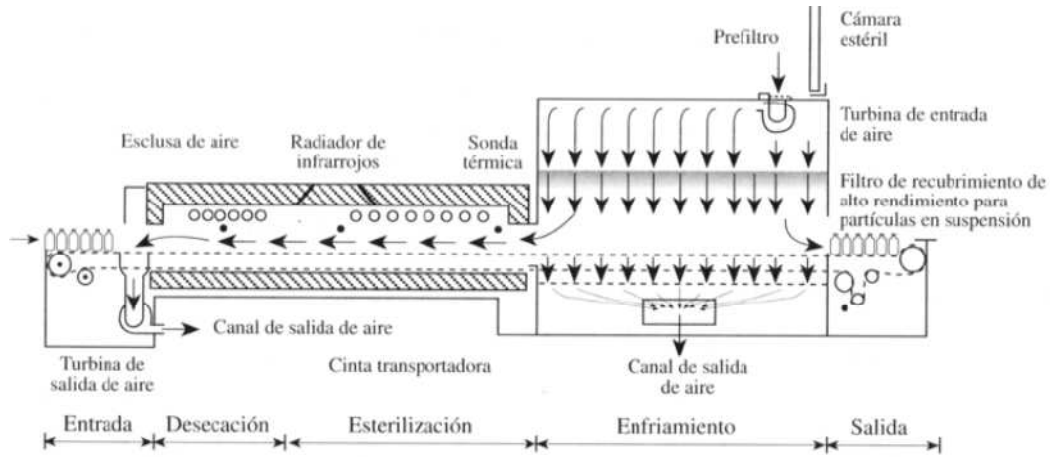 Cámara
estéril
Prefiltro
Turbina de entrada
de aire
Esclusa de aire
Radiador de
infrarrojos
Sonda
térmica
Filtro de recubrimiento de
alto rendimiento para
partículas en suspensión
Canal de salida de aire
Turbina de
salida de aire
Cinta transportadora
Canal de salida
de aire
Entrada
Desecación
Esterilización
Enfriamiento
Salida